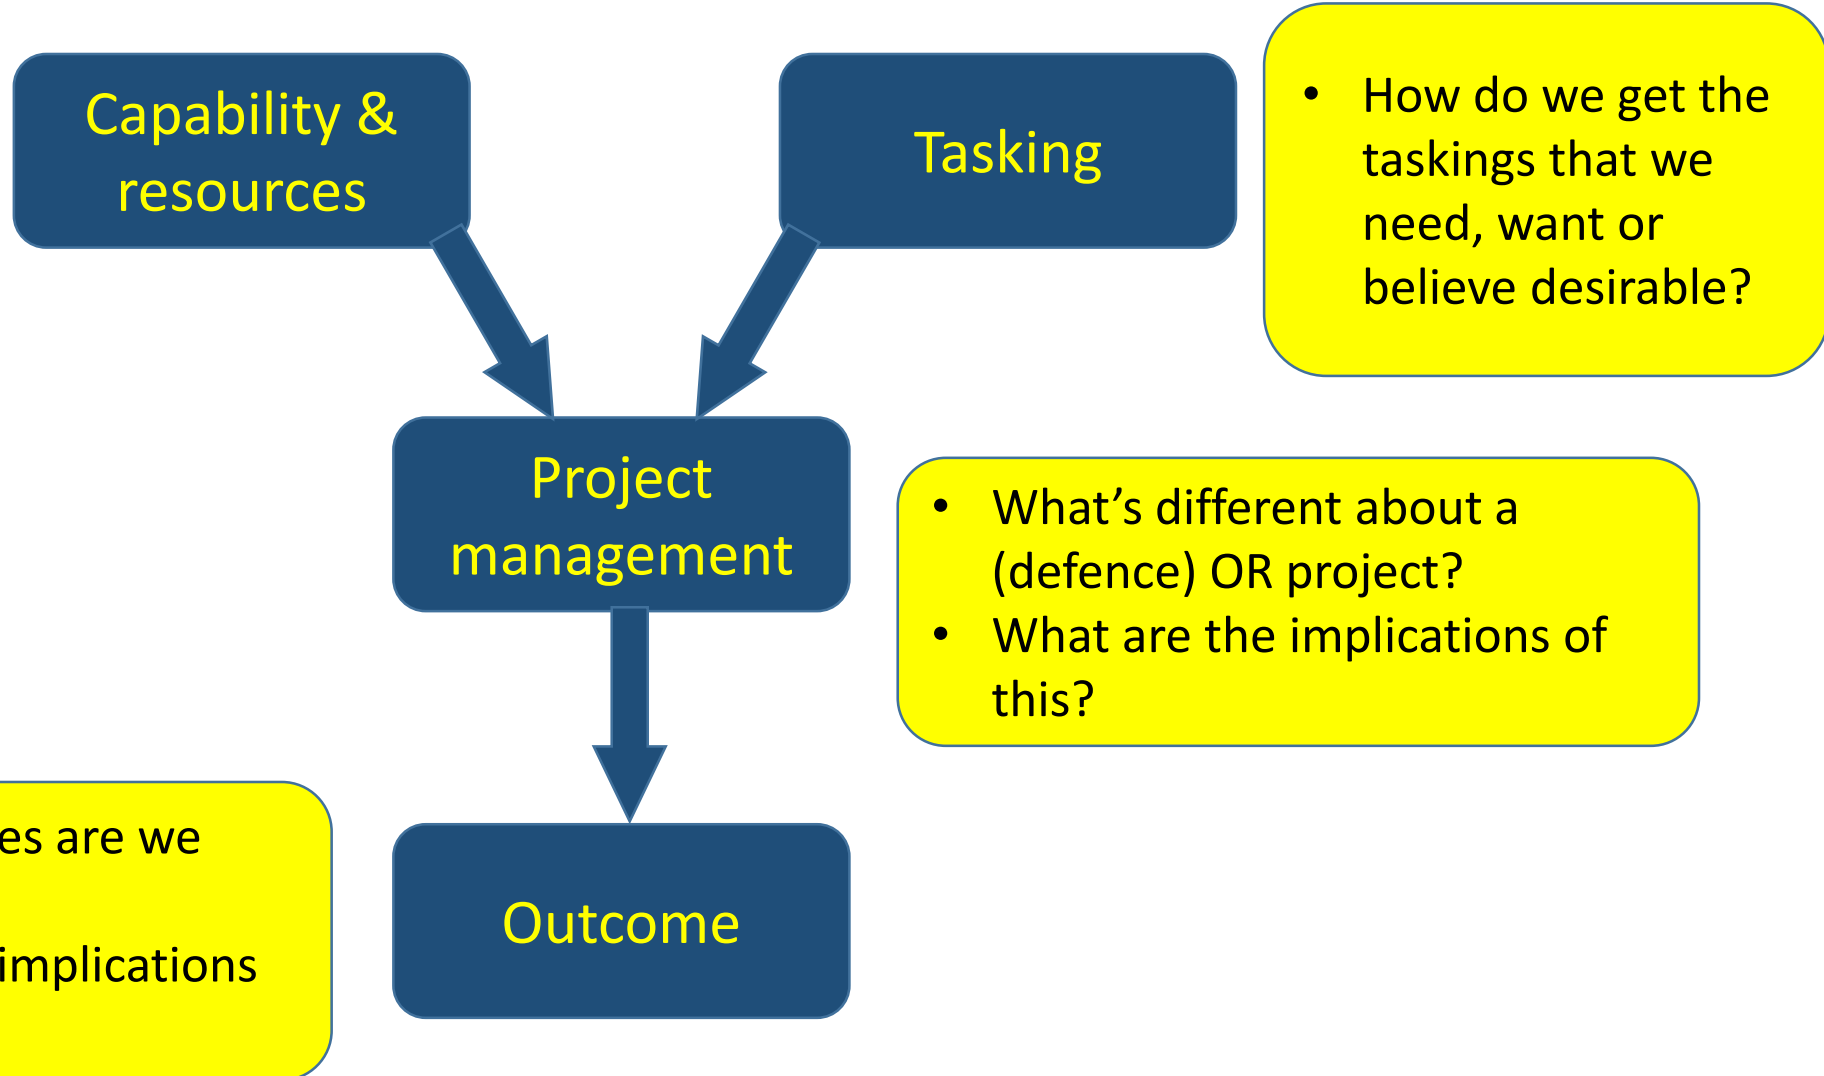 Capability &
resources
Tasking
• How do we get the
taskings that we
need, want or
believe desirable?
Project
management
• What’s different about a
(defence) OR project?
• What are the implications of
this?
es are we
implications
Outcome